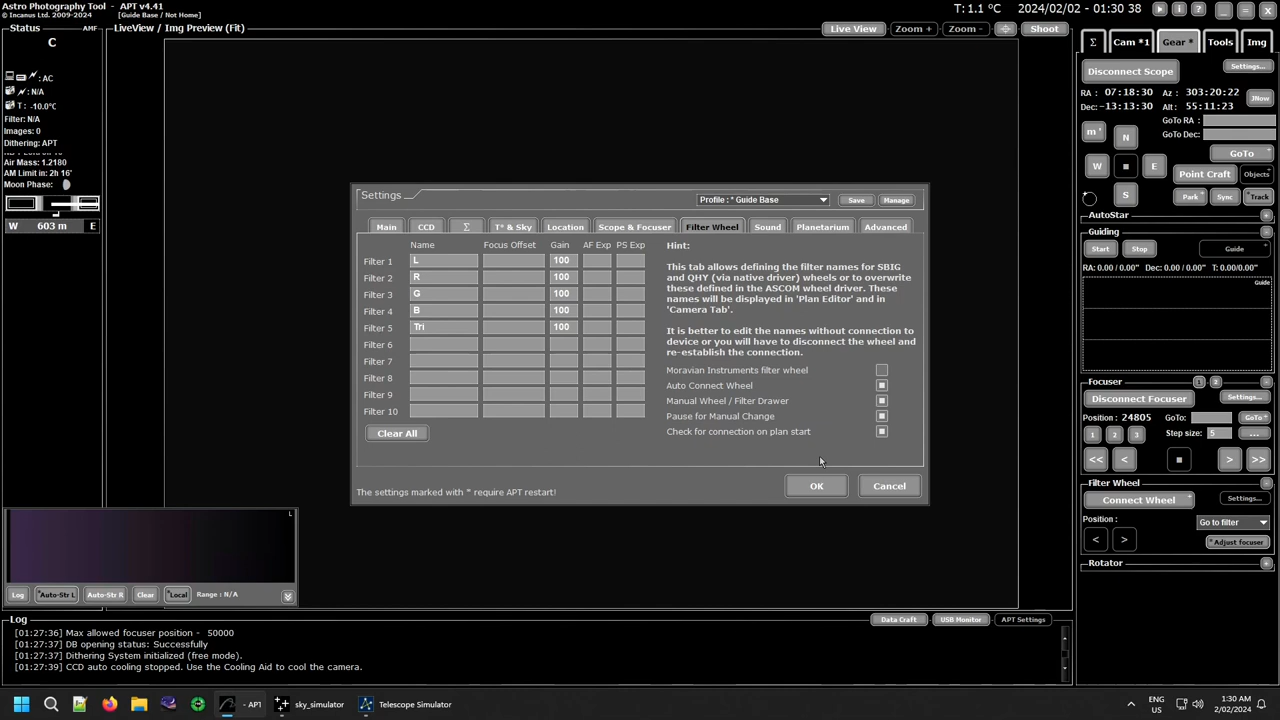 Astro Photography Tool - APT v4.41
Incanus Ltd. 2009-2024
[Guide Base / Not Home]
T: 1.1 °C
2024/02/02 - 01:30 38
Status
AMF
C
: AC
: N/A
T : -10.0°C
Filter: N/A
Images: 0
Dithering: APT
Air Mass: 1.2180
AM Limit in: 2h 16'
Moon Phase:
W 603 m E
LiveView / Img Preview (Fit)
Live View
Zoom +
Zoom -
Shoot
Settings
Profile : * Guide Base
Save
Manage
Main CCD Σ T° & Sky Location Scope & Focuser Filter Wheel Sound Planetarium Advanced
Name Focus Offset Gain AF Exp PS Exp
Filter 1 L 100
Filter 2 R 100
Filter 3 G 100
Filter 4 B 100
Filter 5 Tri 100
Filter 6
Filter 7
Filter 8
Filter 9
Filter 10
Clear All
Hint:
This tab allows defining the filter names for SBIG
and QHY (via native driver) wheels or to overwrite
these defined in the ASCOM wheel driver. These
names will be displayed in 'Plan Editor' and in
'Camera Tab'.
It is better to edit the names without connection to
device or you will have to disconnect the wheel and
re-establish the connection.
Moravian Instruments filter wheel
Auto Connect Wheel
Manual Wheel / Filter Drawer
Pause for Manual Change
Check for connection on plan start
The settings marked with * require APT restart!
OK
Cancel
L
Log
*Auto-Str L
Auto-Str R
Clear
*Local
Range : N/A
Log
Data Craft
USB Monitor
APT Settings
[01:27:36] Max allowed focuser position - 50000
[01:27:37] DB opening status: Successfully
[01:27:37] Dithering System initialized (free mode).
[01:27:39] CCD auto cooling stopped. Use the Cooling Aid to cool the camera.
Σ Cam *1 Gear * Tools Img
Disconnect Scope
Settings...
RA : 07:18:30 Az : 303:20:22
Dec: -13:13:30 Alt : 55:11:23
JNow
m '
N
GoTo RA :
GoTo Dec:
W
E
GoTo
+
S
Point Craft
Objects
Park
Sync
*Track
AutoStar
Guiding
Start
Stop
Guide
RA: 0.00 / 0.00" Dec: 0.00 / 0.00" T: 0.00/0.00"
Guide
Focuser
1
2
Disconnect Focuser
Settings...
Position : 24805 GoTo: GoTo
1 2 3
Step size: 5 ...
<< < > >>
Filter Wheel
Connect Wheel
Settings...
Position :
Go to filter
< >
*Adjust focuser
Rotator
- APT
sky_simulator
Telescope Simulator
ENG
US
1:30 AM
2/02/2024